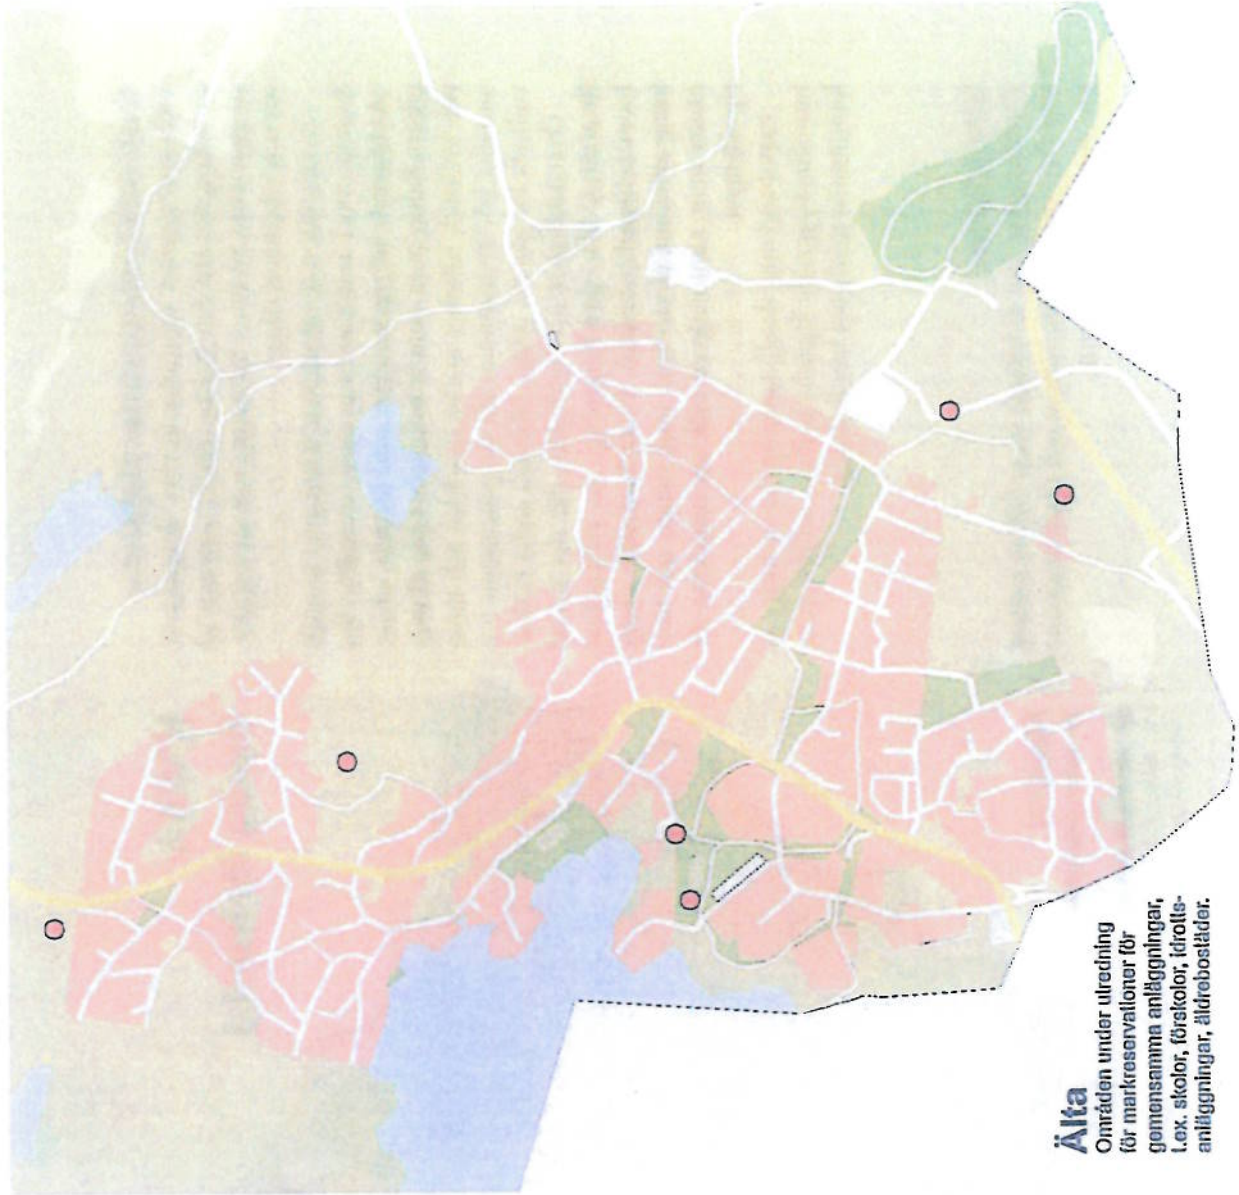 Älta
Områden under utredning
för markreservationer för
gemensamma anläggningar,
t.ex. skolor, förskolor, idrotts-
anläggningar, äldrebostäder.